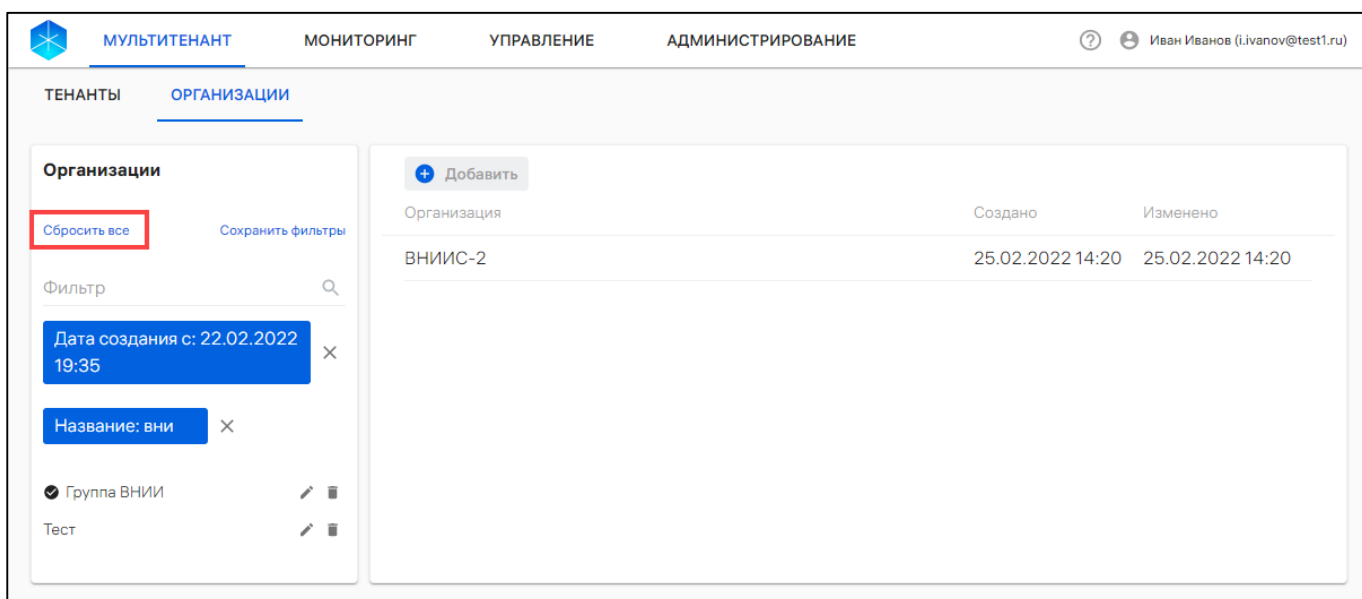 МУЛЬТИТЕНАНТ МОНИТОРИНГ УПРАВЛЕНИЕ АДМИНИСТРИРОВАНИЕ Иван Иванов (i.ivanov@test1.ru)
ТЕНАНТЫ ОРГАНИЗАЦИИ
Организации
Сбросить все Сохранить фильтры
Фильтр
Дата создания с: 22.02.2022
19:35
Название: вни
Группа ВНИИ
Тест
Добавить
Организация Создано Изменено
ВНИИС-2 25.02.2022 14:20 25.02.2022 14:20